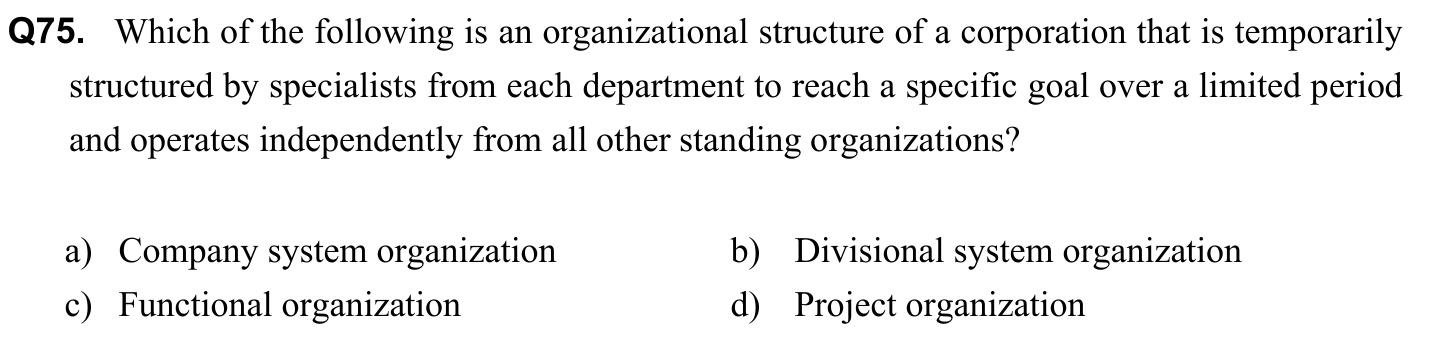 Q75. Which of the following is an organizational structure of a corporation that is temporarily
structured by specialists from each department to reach a specific goal over a limited period
and operates independently from all other standing organizations?
a) Company system organization b) Divisional system organization
c) Functional organization d) Project organization